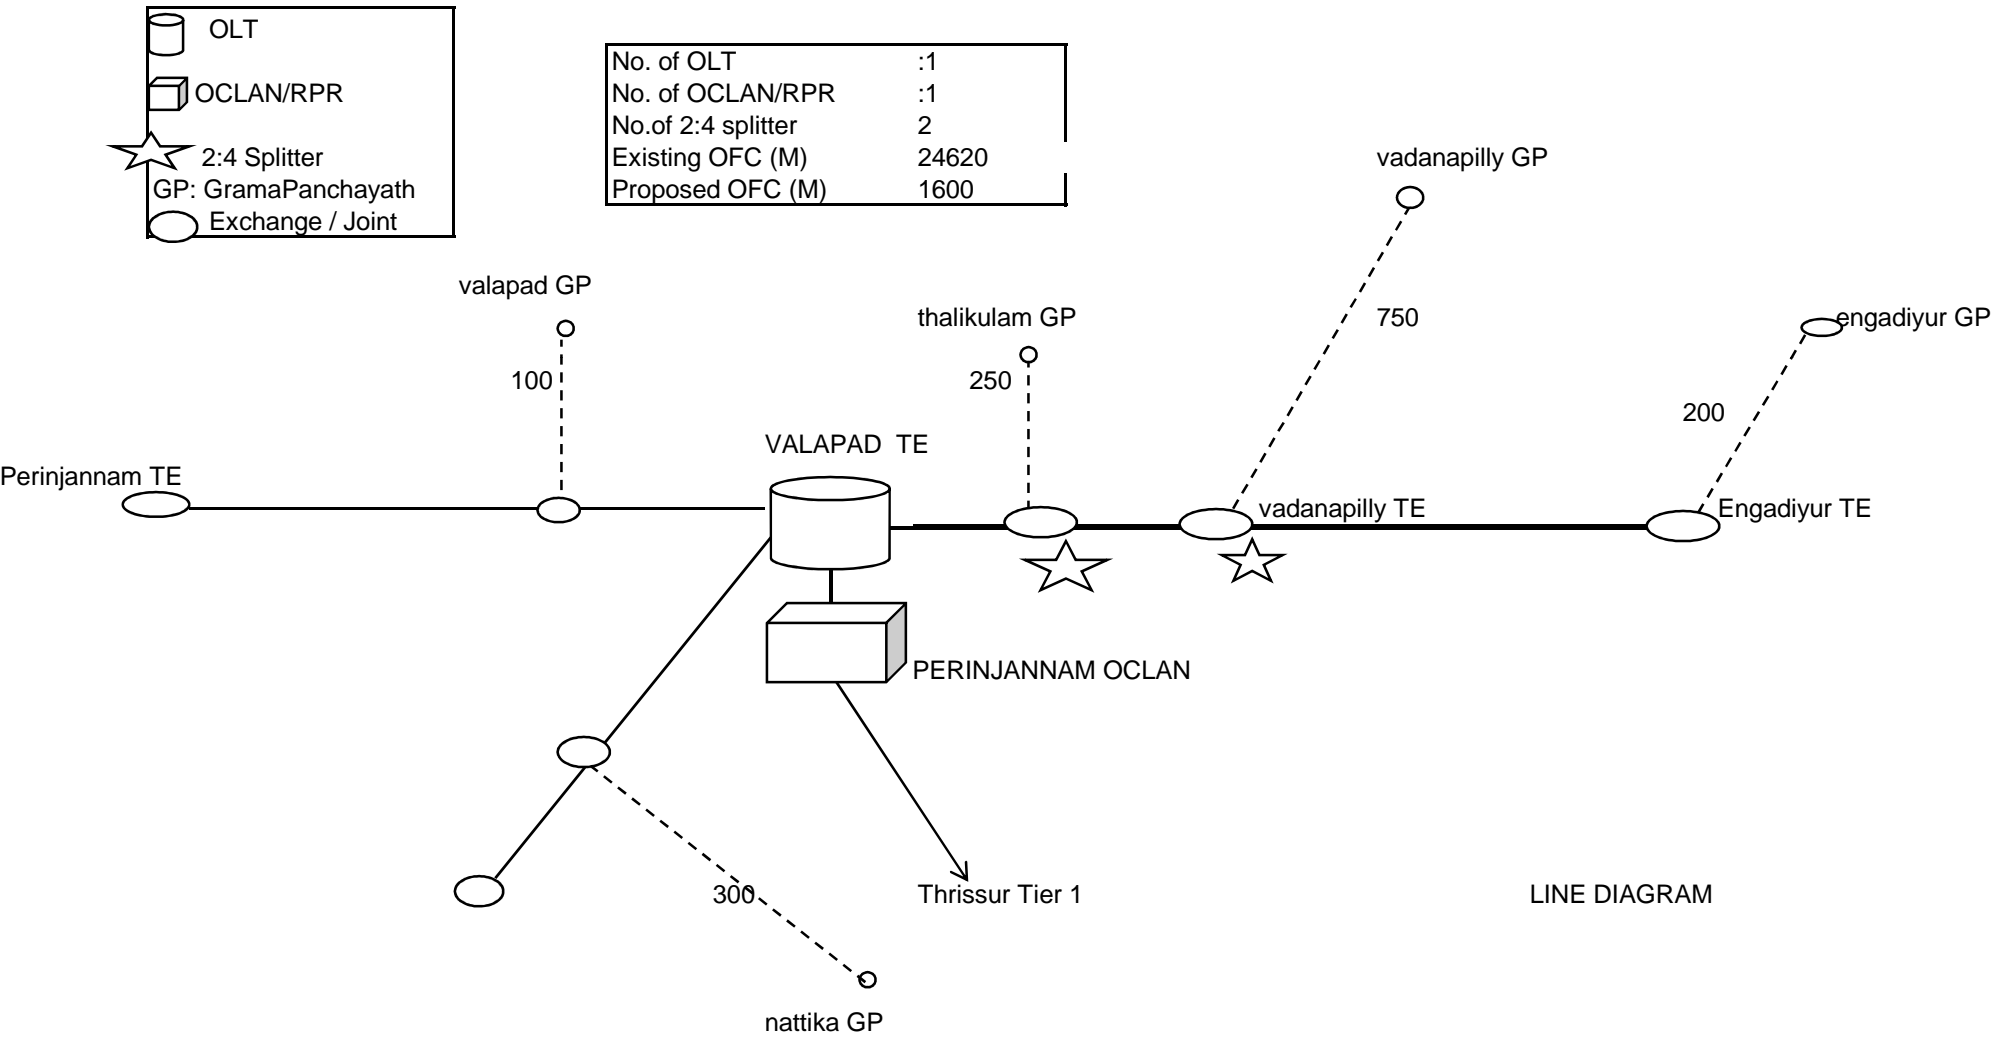 OLT
OCLAN/RPR
2:4 Splitter
GP: GramaPanchayath
Exchange / Joint
No. of OLT :1
No. of OCLAN/RPR :1
No.of 2:4 splitter 2
Existing OFC (M) 24620
Proposed OFC (M) 1600
vadanapilly GP
valapad GP
thalikulam GP
750
engadiyur GP
100
250
200
VALAPAD TE
Perinjannam TE
vadanapilly TE
Engadiyur TE
PERINJANNAM OCLAN
300
Thrissur Tier 1
LINE DIAGRAM
nattika GP